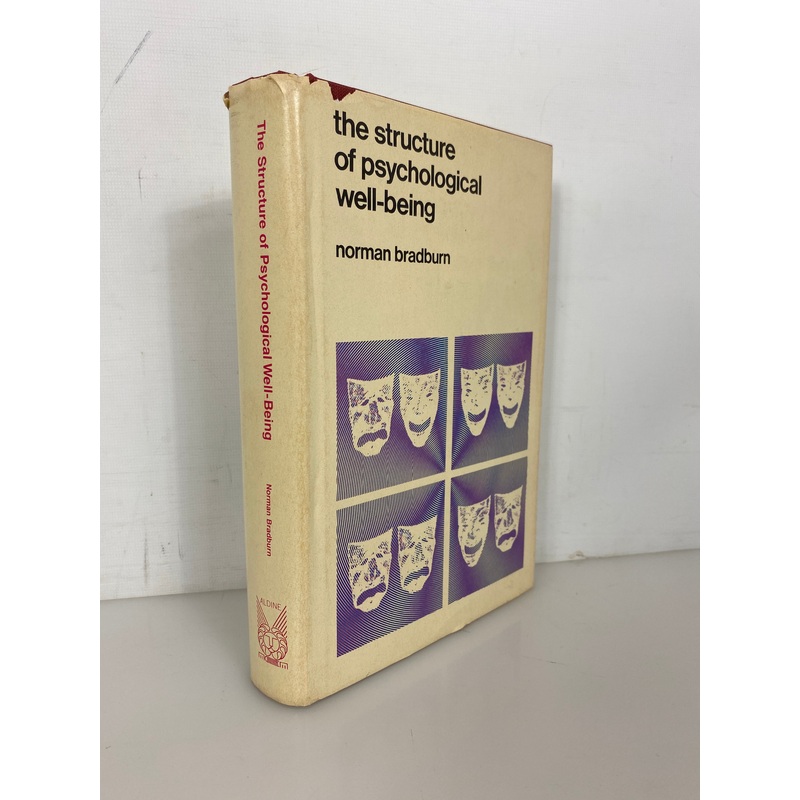 the structure
of psychological
well-being
norman bradburn
The Structure of Psychological Well-Being
Norman Bradburn
ALDINE